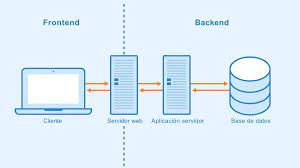 Frontend
Backend
Cliente
Servidor web
Aplicación servidor
Base de datos